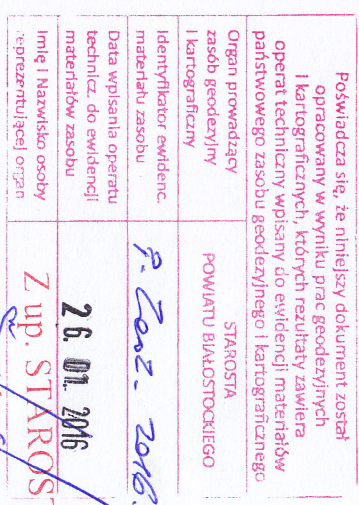 Poświadcza się, że niniejszy dokument został
opracowany w wyniku prac geodezyjnych
i kartograficznych, których rezultaty zawiera
operat techniczny wpisany do ewidencji materiałów
państwowego zasobu geodezyjnego i kartograficznego
Organ prowadzący
zasób geodezyjny
i kartograficzny
STAROSTA
POWIATU BIAŁOSTOCKIEGO
Identyfikator ewidenc.
materiału zasobu
2016.
Data wpisania operatu
technicz. do ewidencji
materiałów zasobu
26. 01. 2016
Imię i Nazwisko osoby
reprezentującej organ
Z up. STAROS